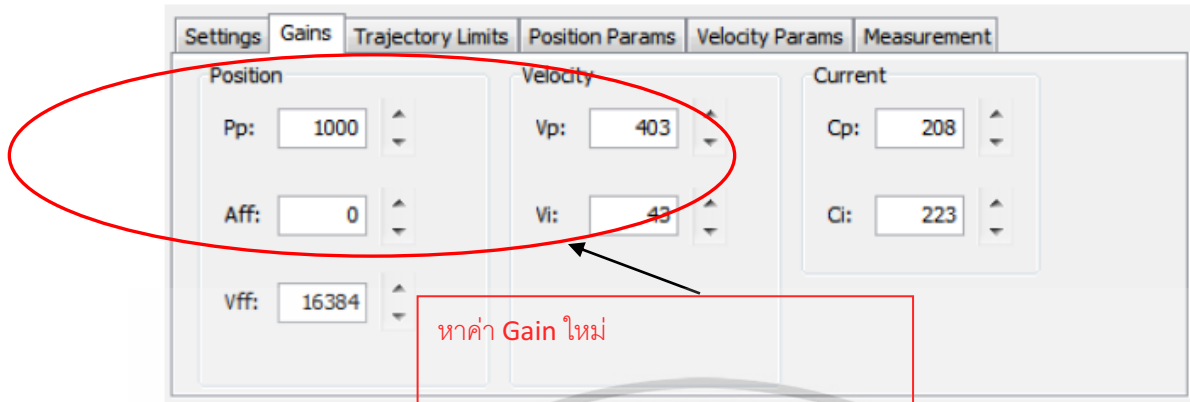 Settings Gains Trajectory Limits Position Params Velocity Params Measurement
Position Velocity Current
Pp: 1000 Vp: 403 Cp: 208
Aff: 0 Vi: 43 Ci: 223
Vff: 16384
หาค่า Gain ใหม่